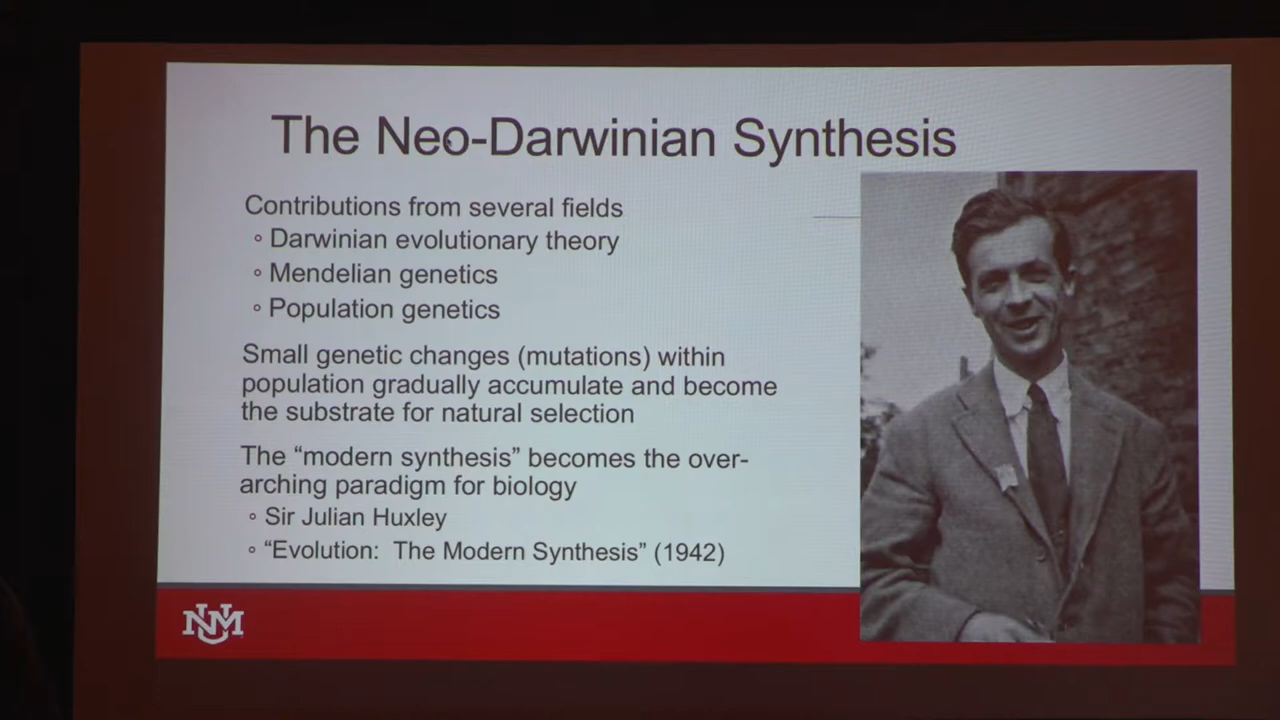 The Neo-Darwinian Synthesis
Contributions from several fields
◦ Darwinian evolutionary theory
◦ Mendelian genetics
◦ Population genetics
Small genetic changes (mutations) within
population gradually accumulate and become
the substrate for natural selection
The “modern synthesis” becomes the over-
arching paradigm for biology
◦ Sir Julian Huxley
◦ “Evolution:  The Modern Synthesis” (1942)
UNM